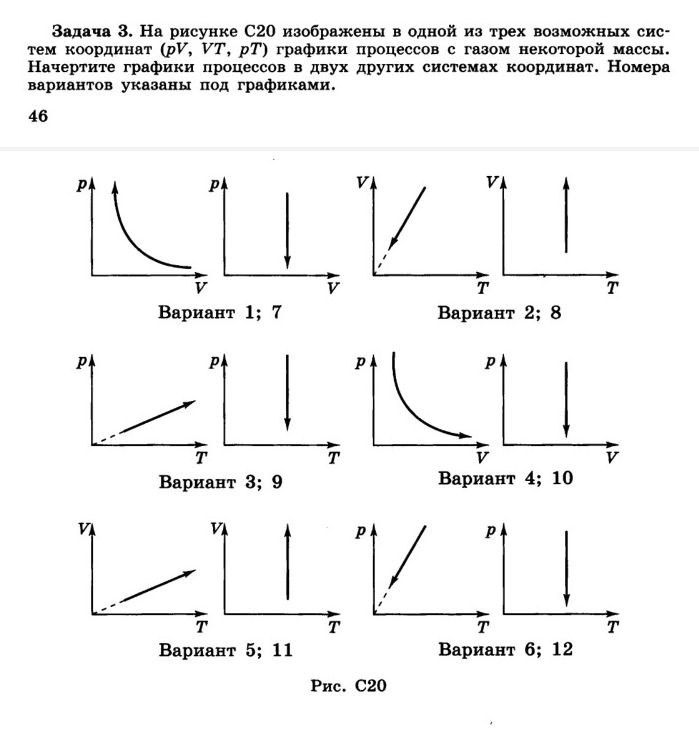 Задача 3. На рисунке С20 изображены в одной из трех возможных сис-
тем координат (pV, VT, pT) графики процессов с газом некоторой массы.
Начертите графики процессов в двух других системах координат. Номера
вариантов указаны под графиками.
46
p p V V
V V T T
Вариант 1; 7 Вариант 2; 8
p p p p
T T V V
Вариант 3; 9 Вариант 4; 10
V V p p
T T T T
Вариант 5; 11 Вариант 6; 12
Рис. С20